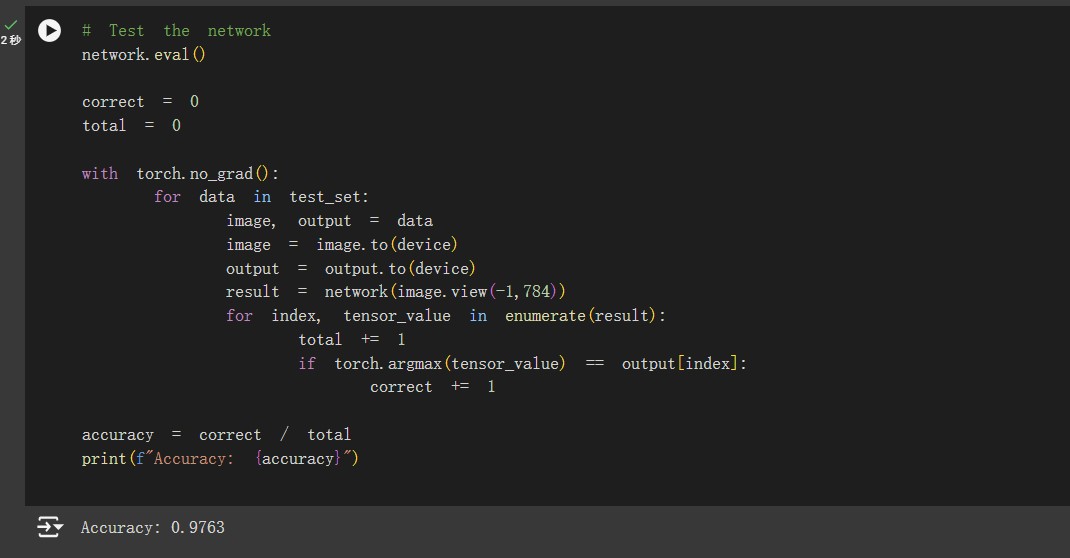 2秒
# Test the network
network.eval()
correct = 0
total = 0
with torch.no_grad():
for data in test_set:
image, output = data
image = image.to(device)
output = output.to(device)
result = network(image.view(-1,784))
for index, tensor_value in enumerate(result):
total += 1
if torch.argmax(tensor_value) == output[index]:
correct += 1
accuracy = correct / total
print(f"Accuracy: {accuracy}")
Accuracy: 0.9763